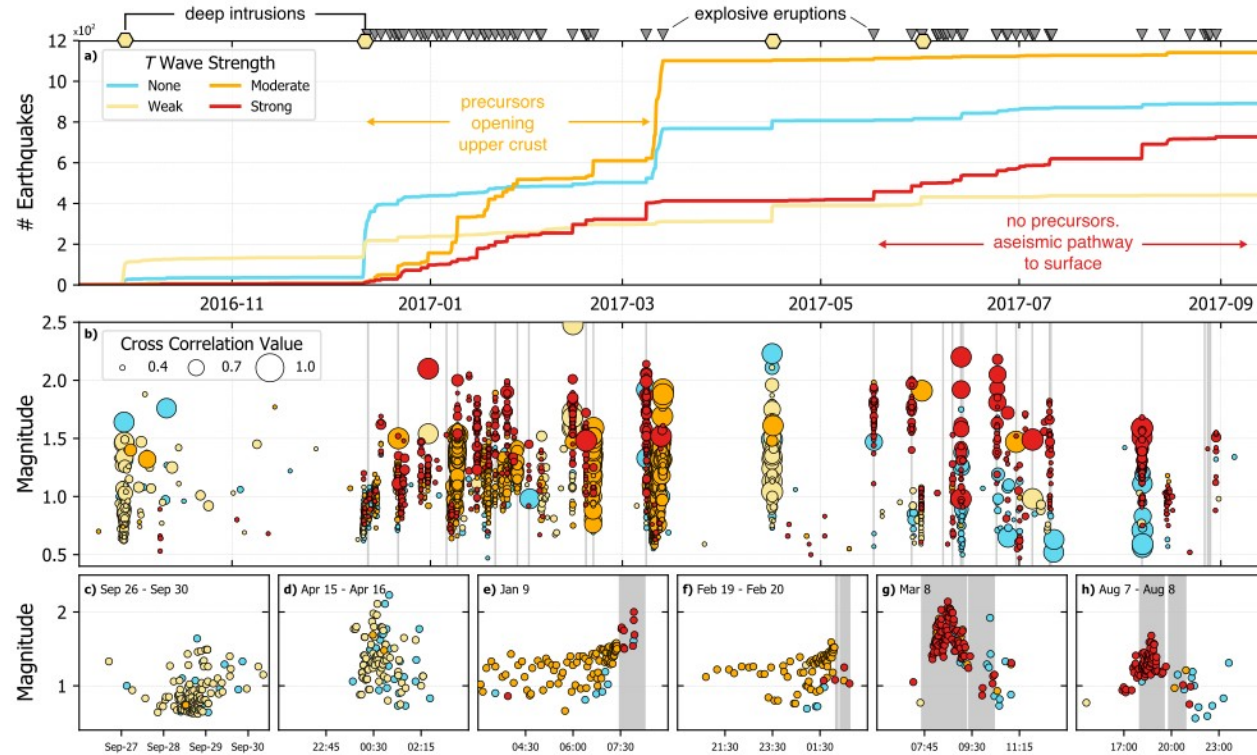 deep intrusions
explosive eruptions
×10²
12
10
8
6
4
2
0
# Earthquakes
a)
T Wave Strength
None
Moderate
Weak
Strong
precursors
opening
upper crust
no precursors.
aseismic pathway
to surface
2016-11
2017-01
2017-03
2017-05
2017-07
2017-09
2.5
2.0
1.5
1.0
0.5
Magnitude
b)
Cross Correlation Value
0.4
0.7
1.0
Magnitude
2
1
c) Sep 26 - Sep 30
Sep-27
Sep-28
Sep-29
Sep-30
d) Apr 15 - Apr 16
22:45
00:30
02:15
e) Jan 9
04:30
06:00
07:30
f) Feb 19 - Feb 20
21:30
23:30
01:30
g) Mar 8
07:45
09:30
11:15
h) Aug 7 - Aug 8
17:00
20:00
23:00